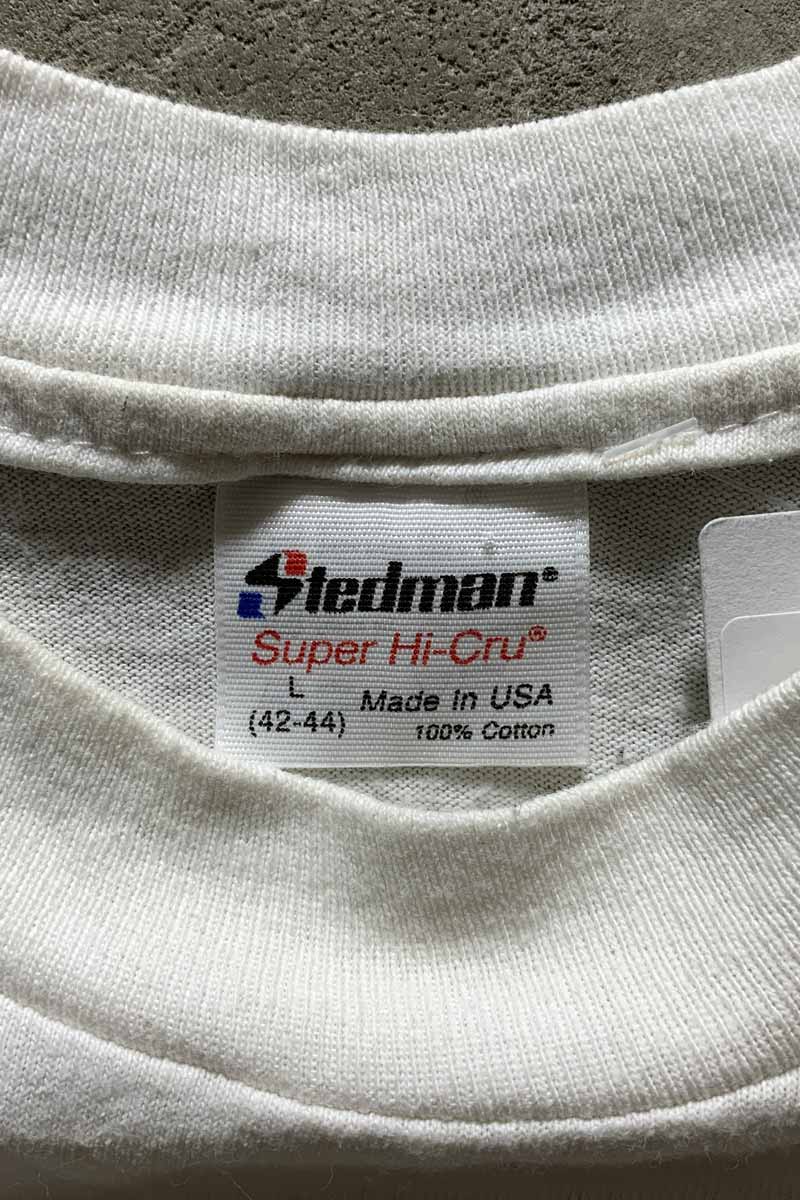 Stedman®
Super Hi-Cru®
L
(42-44)
Made In USA
100% Cotton